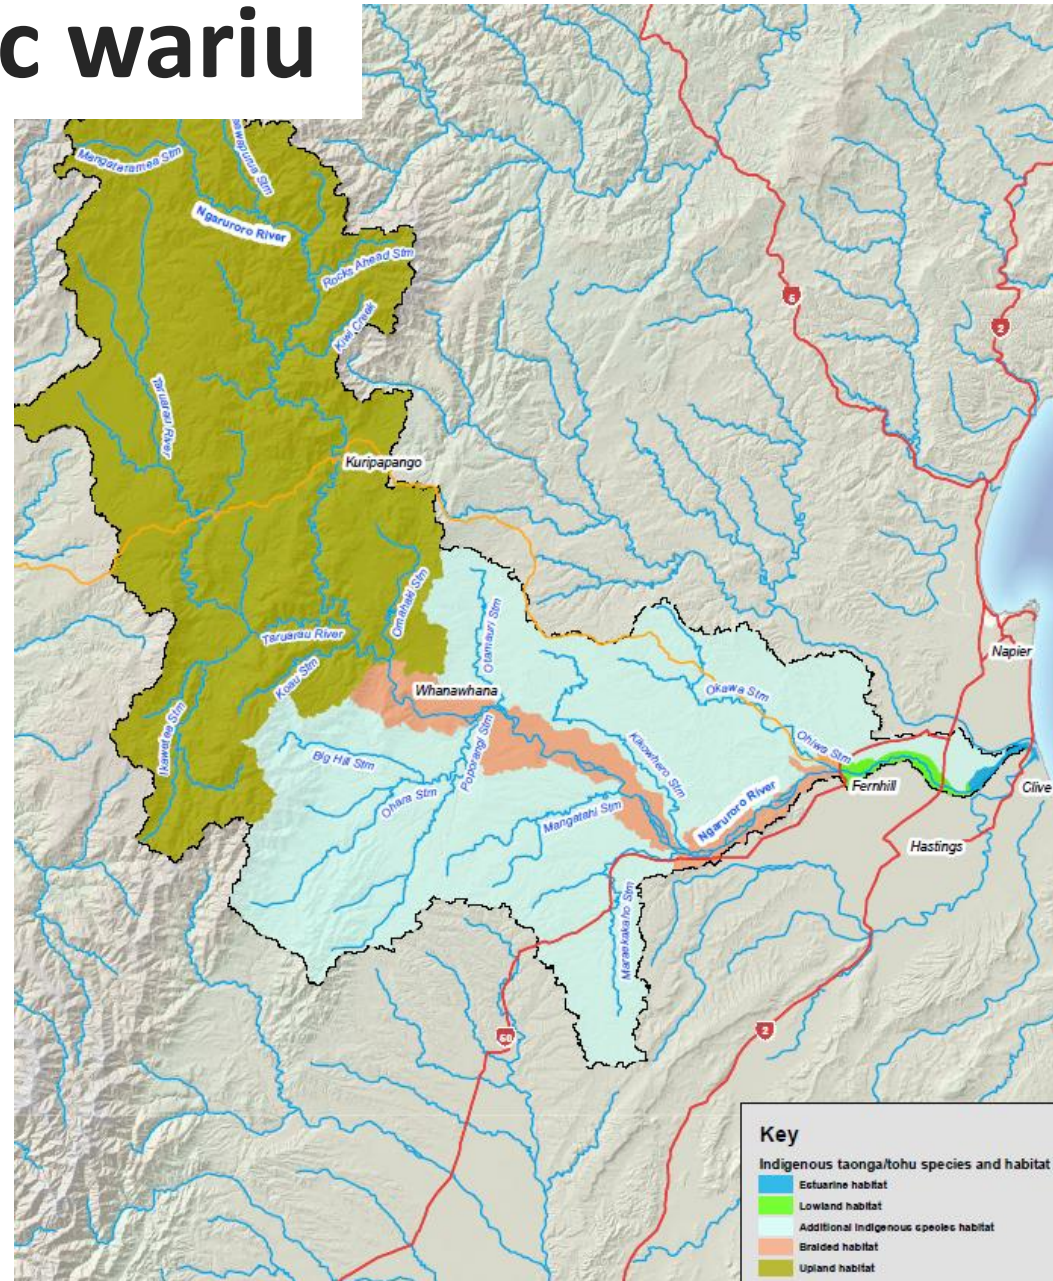 c wariu
Mangataramea Stm
Ngaruroro River
Rocks Ahead Stm
Kiwi Creek
Taruarau River
Kuripapango
6
2
Omahaki Stm
Otamauri Stm
Taruarau River
Koau Stm
Whanawhana
Napier
Okawa Stm
Ikawatea Stm
Big Hill Stm
Poporangi Stm
Kikowhero Stm
Ohiwa Stm
Ohara Stm
Mangatahi Stm
Ngaruroro River
Fernhill
Clive
Hastings
Maraekakaho Stm
50
2
Key
Indigenous taonga/tohu species and habitat
Estuarine habitat
Lowland habitat
Additional indigenous species habitat
Braided habitat
Upland habitat